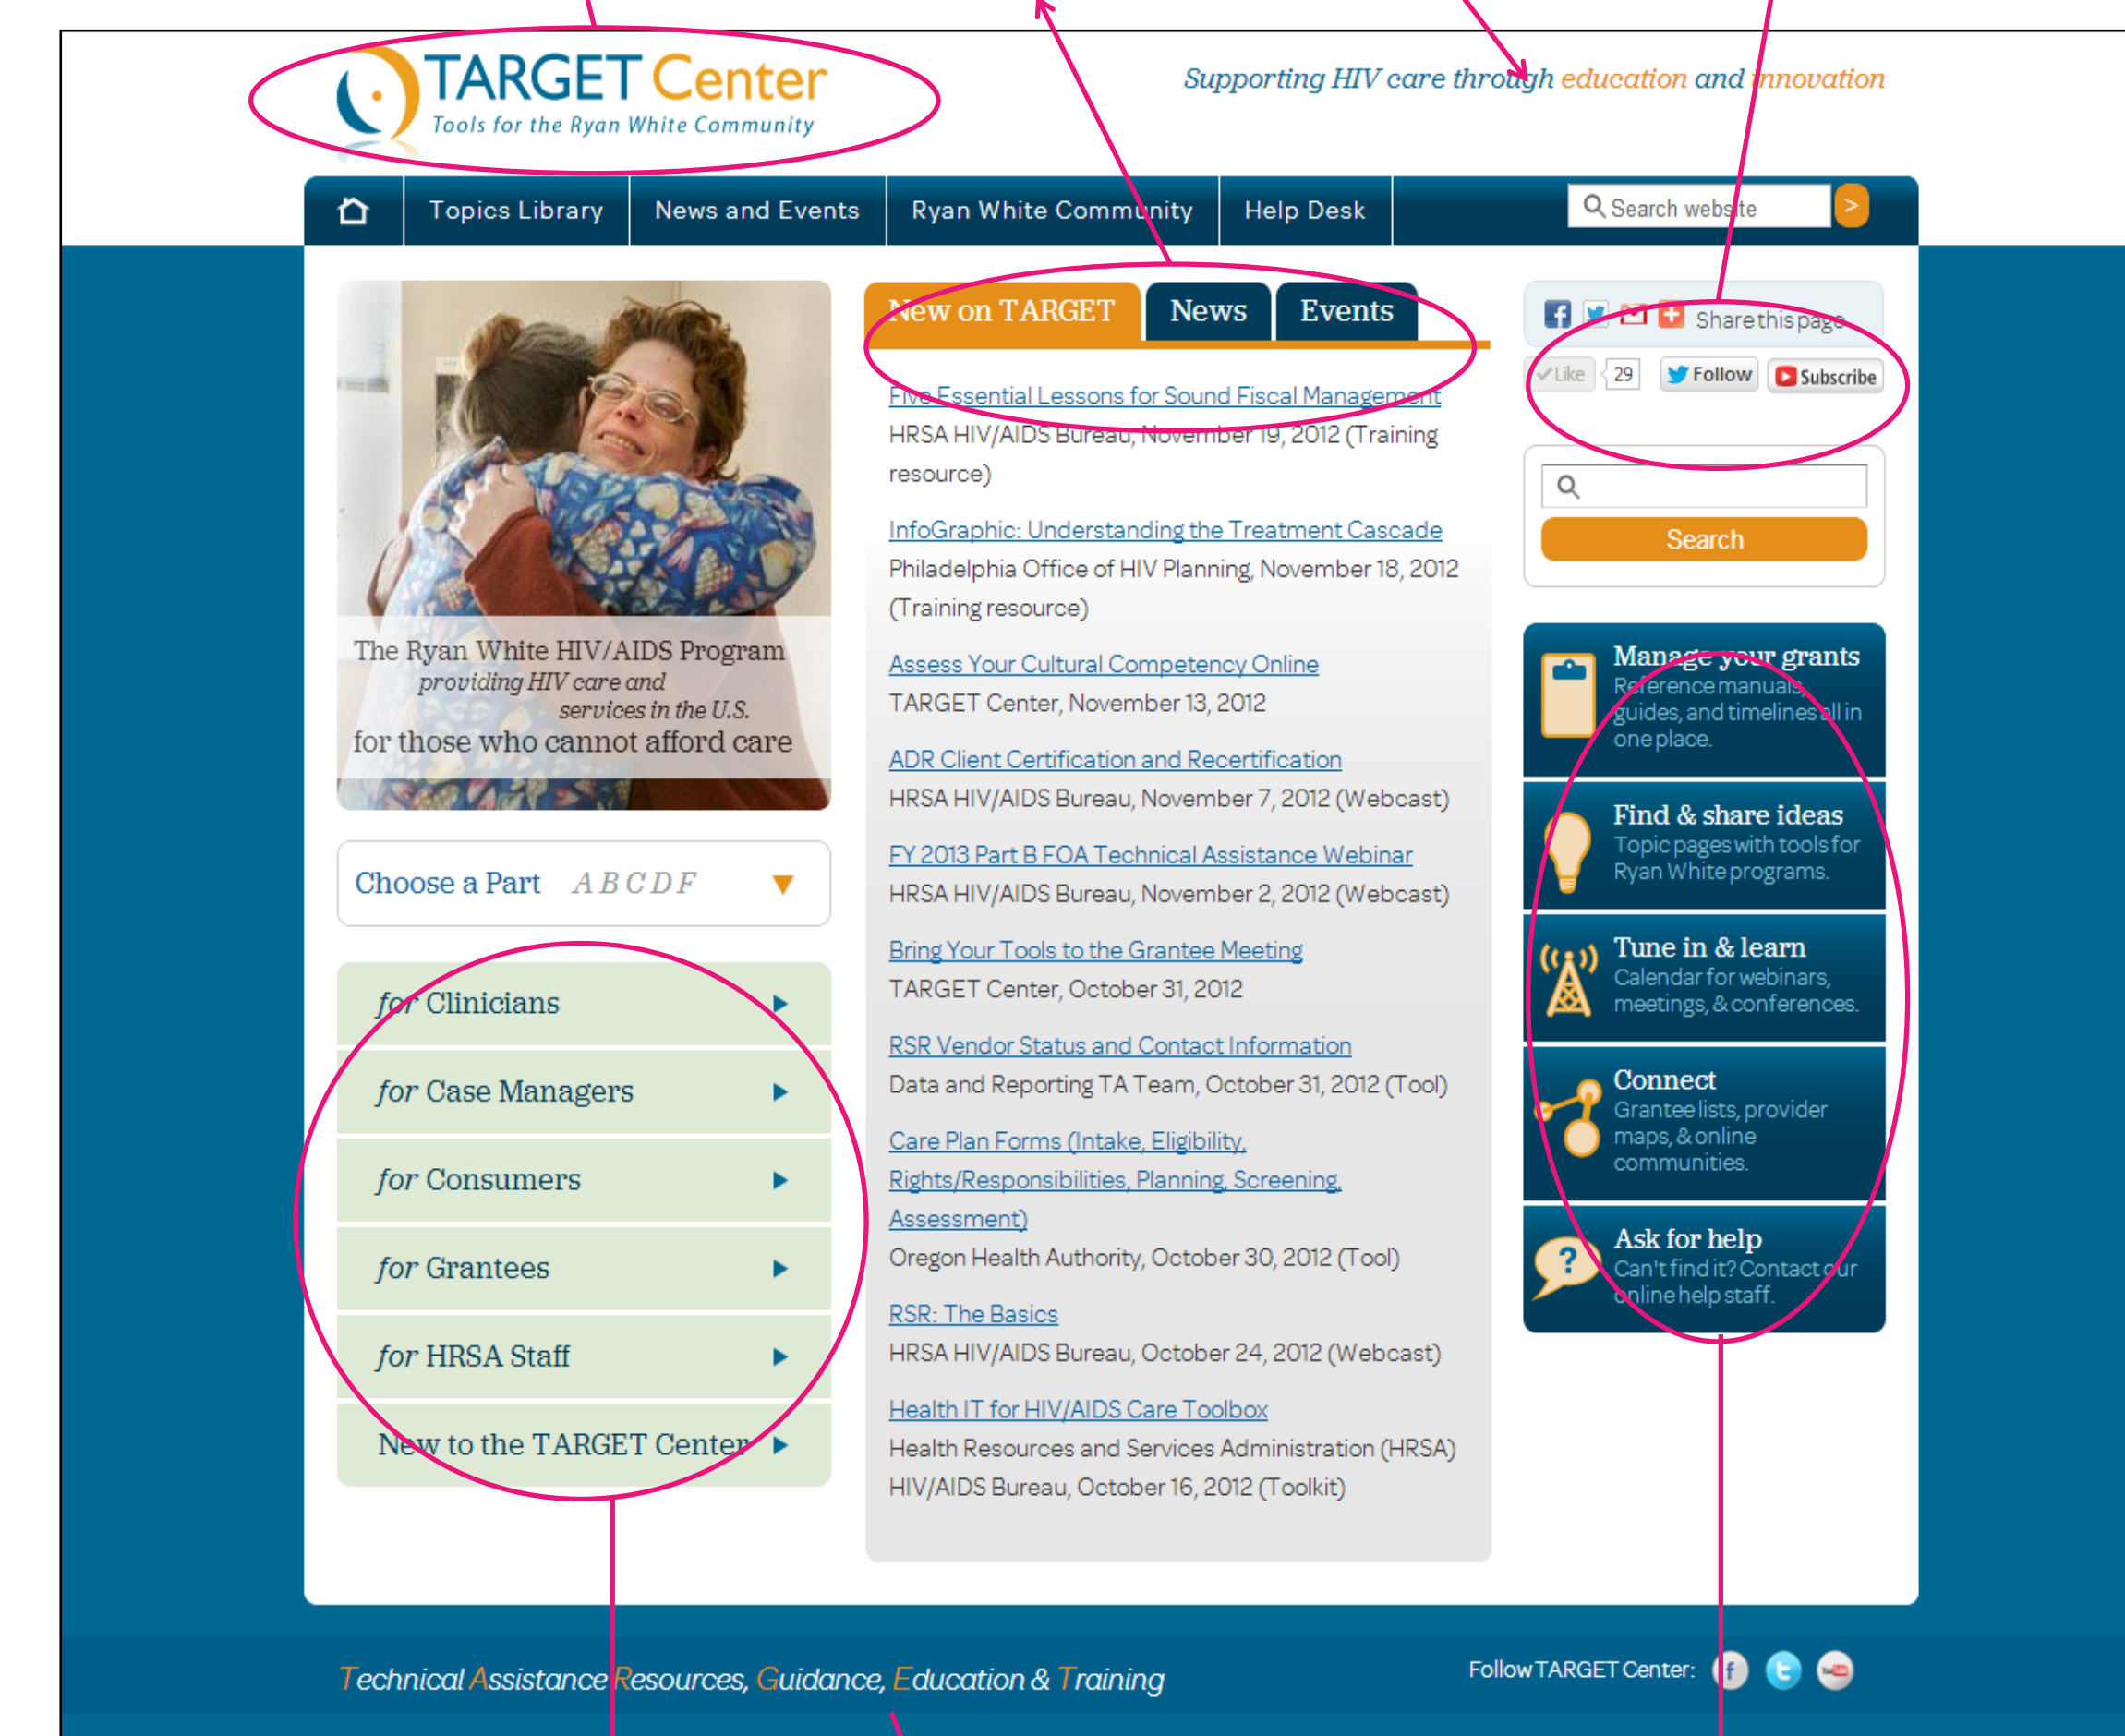 TARGET Center
Tools for the Ryan White Community
Supporting HIV care through education and innovation
Topics Library
News and Events
Ryan White Community
Help Desk
Search website
>
The Ryan White HIV/AIDS Program
providing HIV care and
services in the U.S.
for those who cannot afford care
Choose a Part A B C D F
for Clinicians
for Case Managers
for Consumers
for Grantees
for HRSA Staff
New to the TARGET Center
New on TARGET
News
Events
Five Essential Lessons for Sound Fiscal Management
HRSA HIV/AIDS Bureau, November 19, 2012 (Training
resource)
InfoGraphic: Understanding the Treatment Cascade
Philadelphia Office of HIV Planning, November 18, 2012
(Training resource)
Assess Your Cultural Competency Online
TARGET Center, November 13, 2012
ADR Client Certification and Recertification
HRSA HIV/AIDS Bureau, November 7, 2012 (Webcast)
FY 2013 Part B FOA Technical Assistance Webinar
HRSA HIV/AIDS Bureau, November 2, 2012 (Webcast)
Bring Your Tools to the Grantee Meeting
TARGET Center, October 31, 2012
RSR Vendor Status and Contact Information
Data and Reporting TA Team, October 31, 2012 (Tool)
Care Plan Forms (Intake, Eligibility,
Rights/Responsibilities, Planning, Screening,
Assessment)
Oregon Health Authority, October 30, 2012 (Tool)
RSR: The Basics
HRSA HIV/AIDS Bureau, October 24, 2012 (Webcast)
Health IT for HIV/AIDS Care Toolbox
Health Resources and Services Administration (HRSA)
HIV/AIDS Bureau, October 16, 2012 (Toolkit)
Share this page
Like 29 Follow Subscribe
Search
Manage your grants
Reference manuals,
guides, and timelines all in
one place.
Find & share ideas
Topic pages with tools for
Ryan White programs.
Tune in & learn
Calendar for webinars,
meetings, & conferences.
Connect
Grantee lists, provider
maps, & online
communities.
Ask for help
Can't find it? Contact our
online help staff.
Technical Assistance Resources, Guidance, Education & Training
Follow TARGET Center: